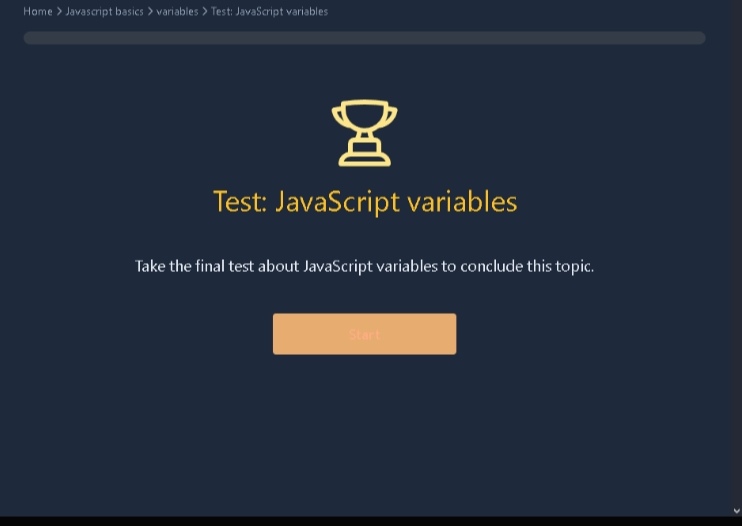 Home > Javascript basics > variables > Test: JavaScript variables
Test: JavaScript variables
Take the final test about JavaScript variables to conclude this topic.
Start